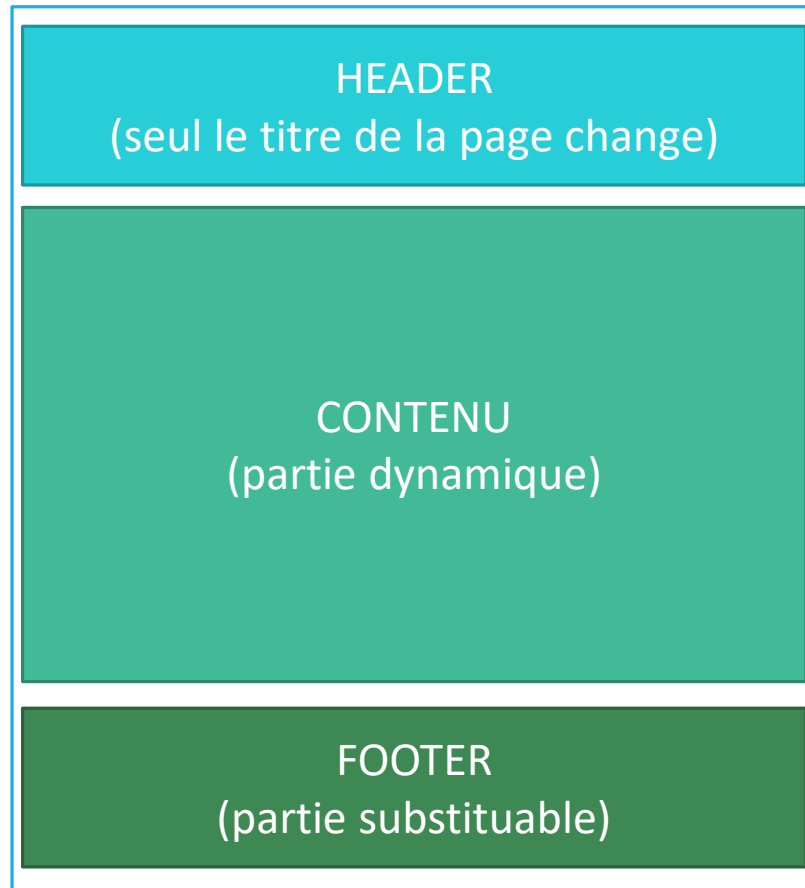 HEADER
(seul le titre de la page change)
CONTENU
(partie dynamique)
FOOTER
(partie substituable)